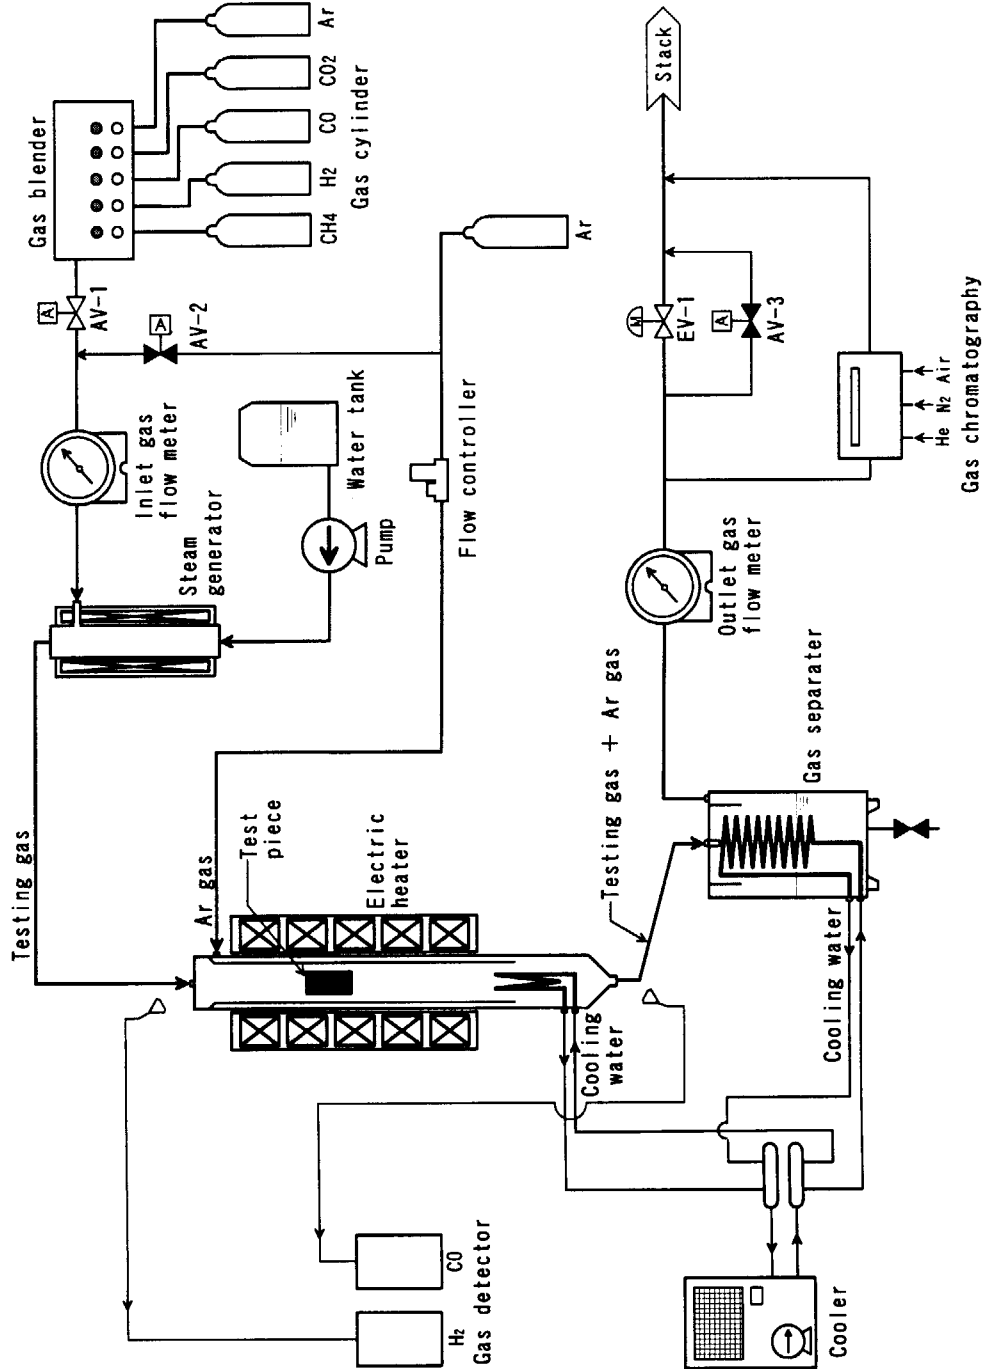 Gas blender
Ar
CO2
CO
H2
CH4
Gas cylinder
A
AV-1
A
AV-2
Ar
Inlet gas
flow meter
Water tank
Pump
Flow controller
Steam
generator
Testing gas
Ar gas
Test
piece
Electric
heater
Cooling
water
H2
CO
Gas detector
Testing gas + Ar gas
Gas separater
Cooling water
Cooler
Outlet gas
flow meter
M
EV-1
A
AV-3
Stack
He N2 Air
Gas chromatography